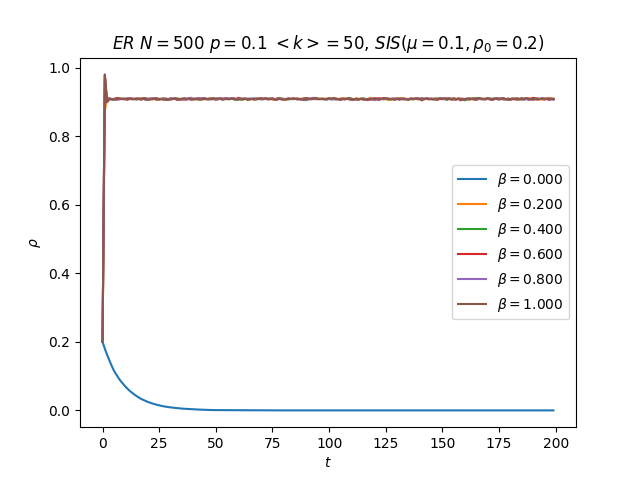 ER N = 500 p = 0.1 < k >= 50, SIS(μ = 0.1, ρ₀ = 0.2)
1.0
0.8
0.6
0.4
0.2
0.0
ρ
β = 0.000
β = 0.200
β = 0.400
β = 0.600
β = 0.800
β = 1.000
0 25 50 75 100 125 150 175 200
t